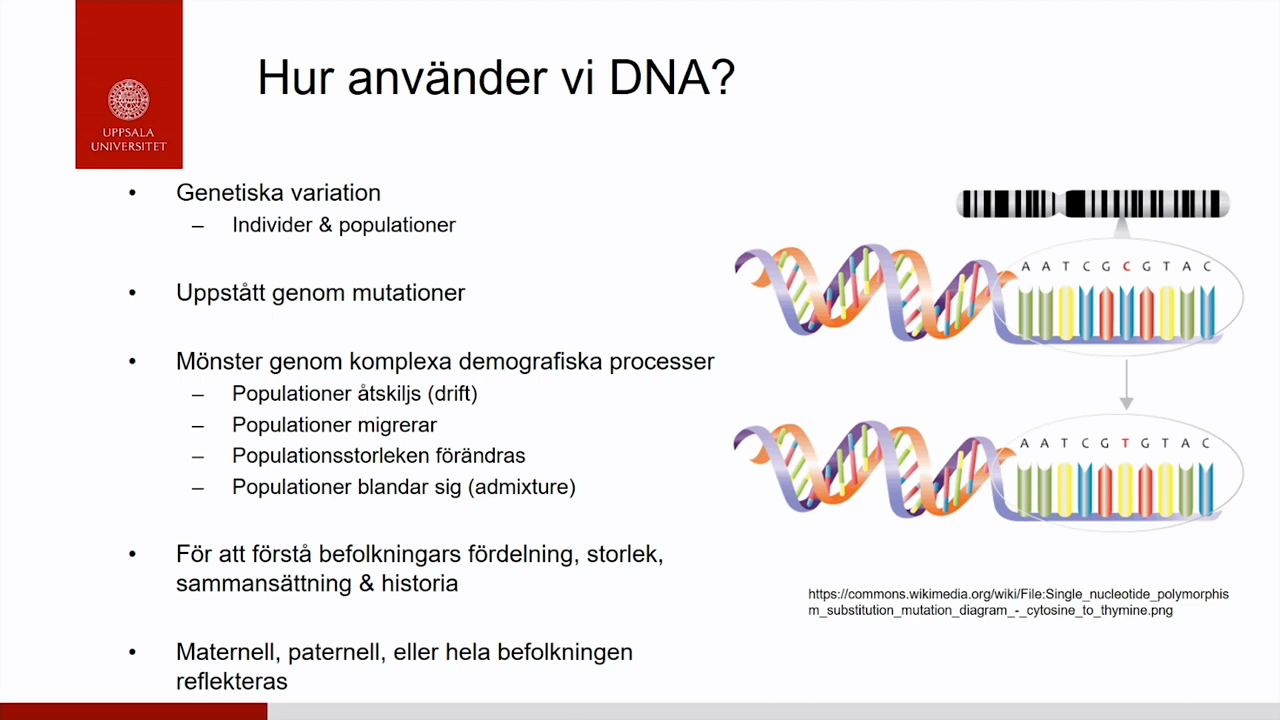 UPPSALA
UNIVERSITET
Hur använder vi DNA?
• Genetiska variation
– Individer & populationer
• Uppstått genom mutationer
• Mönster genom komplexa demografiska processer
– Populationer åtskiljs (drift)
– Populationer migrerar
– Populationsstorleken förändras
– Populationer blandar sig (admixture)
• För att förstå befolkningars fördelning, storlek,
sammansättning & historia
• Maternell, paternell, eller hela befolkningen
reflekteras
A A T C G C G T A C
A A T C G T G T A C
https://commons.wikimedia.org/wiki/File:Single_nucleotide_polymorphis
m_substitution_mutation_diagram_-_cytosine_to_thymine.png